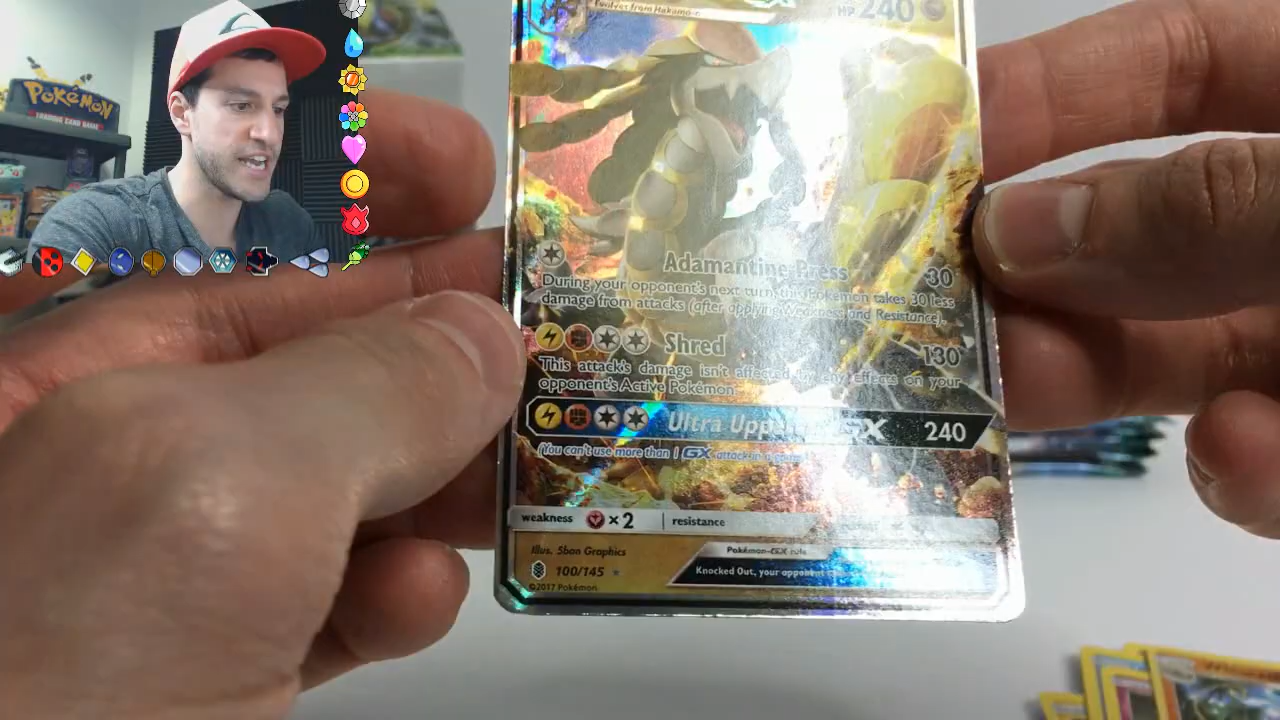 Evolves from Hakamo-o
HP 240
POKéMON
TRADING CARD GAME
Adamantine Press 30
During your opponent's next turn, this Pokémon takes 30 less
damage from attacks (after applying Weakness and Resistance).
Shred 130
This attack's damage isn't affected by any effects on your
opponent's Active Pokémon.
Ultra GX 240
(You can't use more than 1 GX attack in a game.)
weakness ×2 resistance
Illus. 5ban Graphics
Pokémon-GX rule
100/145
Knocked Out, your opponent
©2017 Pokémon